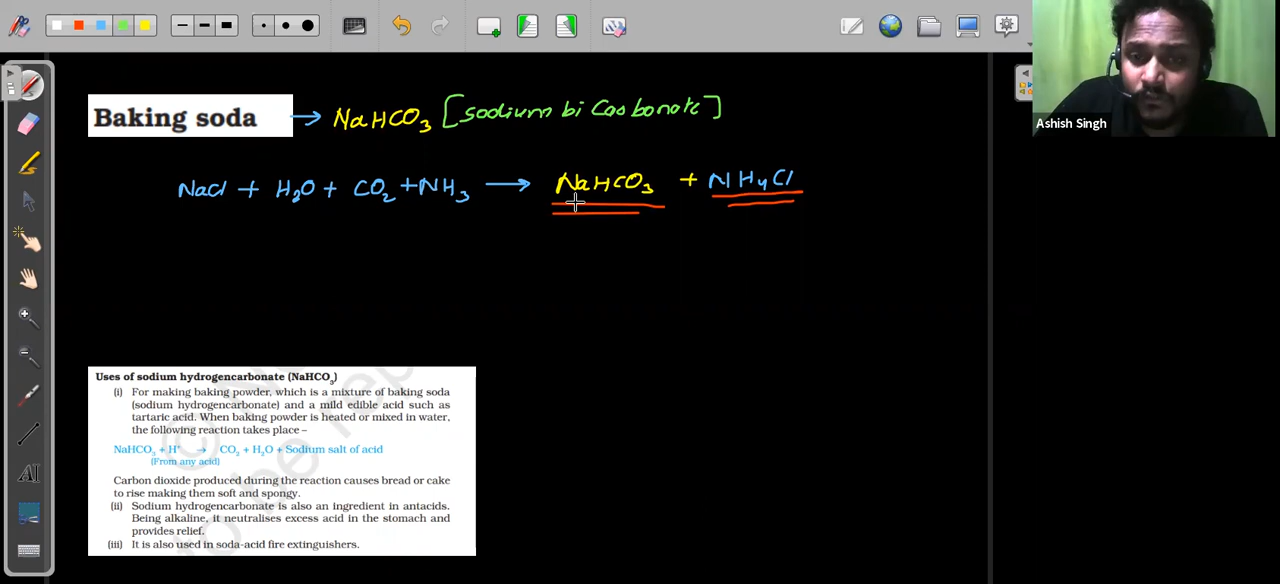 Baking soda → NaHCO₃ [Sodium bi Carbonate]
NaCl + H₂O + CO₂ + NH₃ → NaHCO₃ + NH₄Cl
Ashish Singh
Uses of sodium hydrogencarbonate (NaHCO₃)
(i) For making baking powder, which is a mixture of baking soda
(sodium hydrogencarbonate) and a mild edible acid such as
tartaric acid. When baking powder is heated or mixed in water,
the following reaction takes place –
NaHCO₃ + H⁺ → CO₂ + H₂O + Sodium salt of acid
(From any acid)
Carbon dioxide produced during the reaction causes bread or cake
to rise making them soft and spongy.
(ii) Sodium hydrogencarbonate is also an ingredient in antacids.
Being alkaline, it neutralises excess acid in the stomach and
provides relief.
(iii) It is also used in soda-acid fire extinguishers.
AI